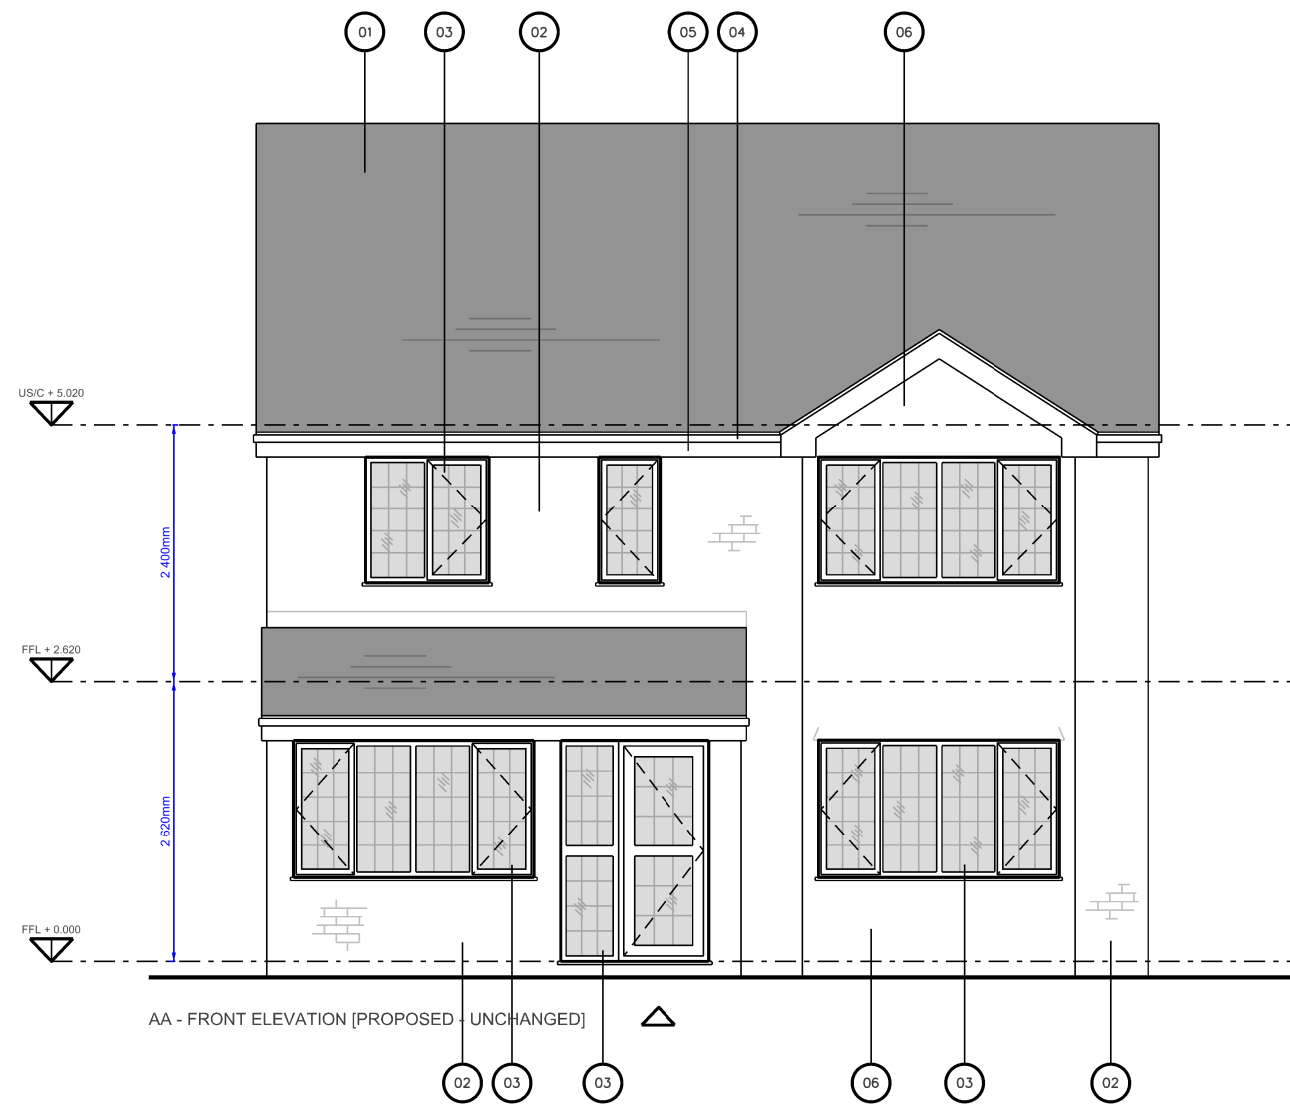 01
03
02
05
04
06
US/C + 5.020
2 400mm
FFL + 2.620
2 620mm
FFL + 0.000
AA - FRONT ELEVATION [PROPOSED - UNCHANGED]
02
03
03
06
03
02